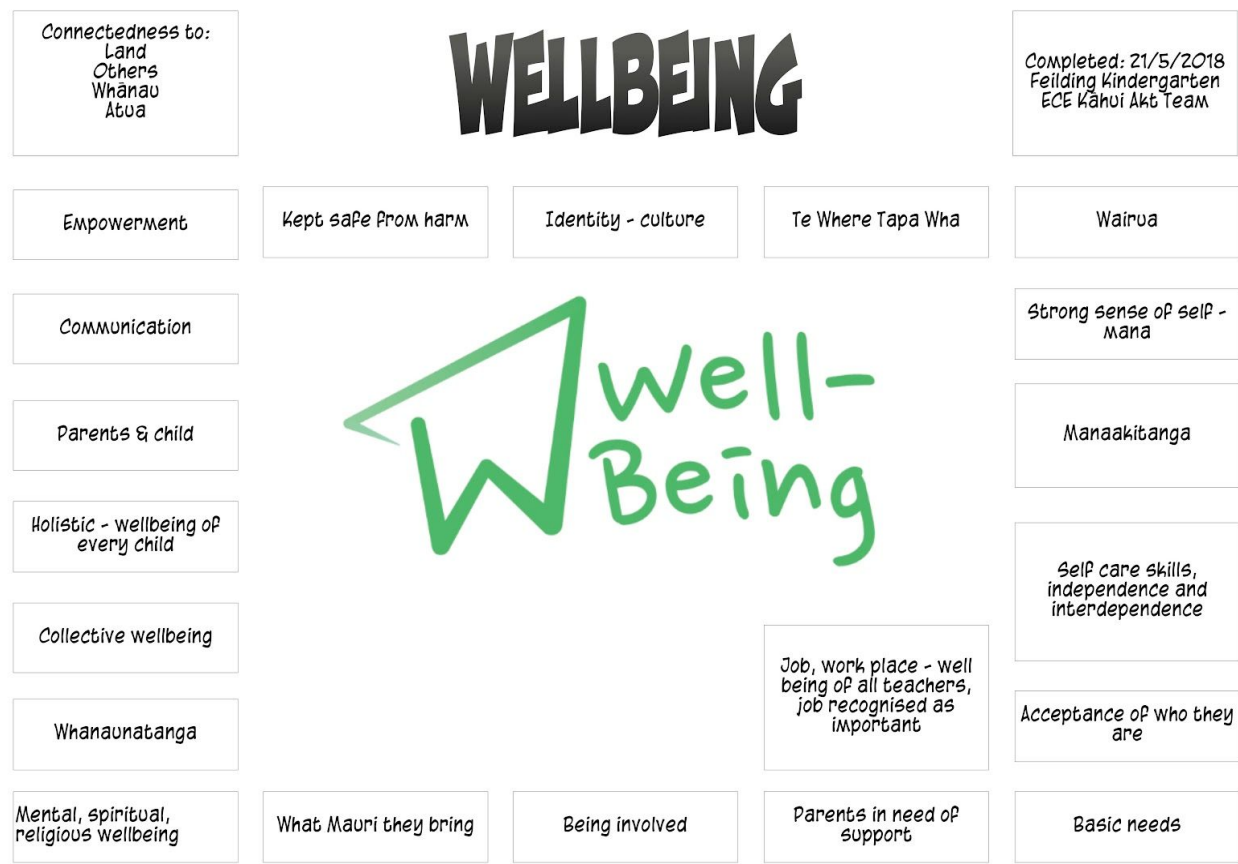 Connectedness to:
Land
Others
Whānau
Atua
WELLBEING
Completed: 21/5/2018
Feilding Kindergarten
ECE Kāhui Akt Team
Empowerment
Kept safe from harm
Identity - culture
Te Where Tapa Wha
Wairua
Communication
Strong sense of self -
mana
Parents & child
Manaakitanga
Well-
Being
Holistic - wellbeing of
every child
Self care skills,
independence and
interdependence
Collective wellbeing
Job, work place - well
being of all teachers,
job recognised as
important
Whanaunatanga
Acceptance of who they
are
Mental, spiritual,
religious wellbeing
What Mauri they bring
Being involved
Parents in need of
support
Basic needs